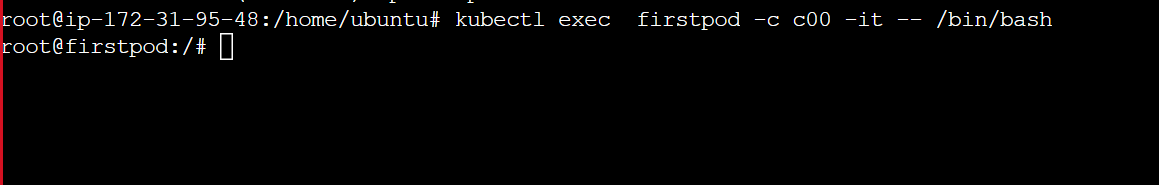 root@ip-172-31-95-48:/home/ubuntu# kubectl exec  firstpod -c c00 -it -- /bin/bash
root@firstpod:/#